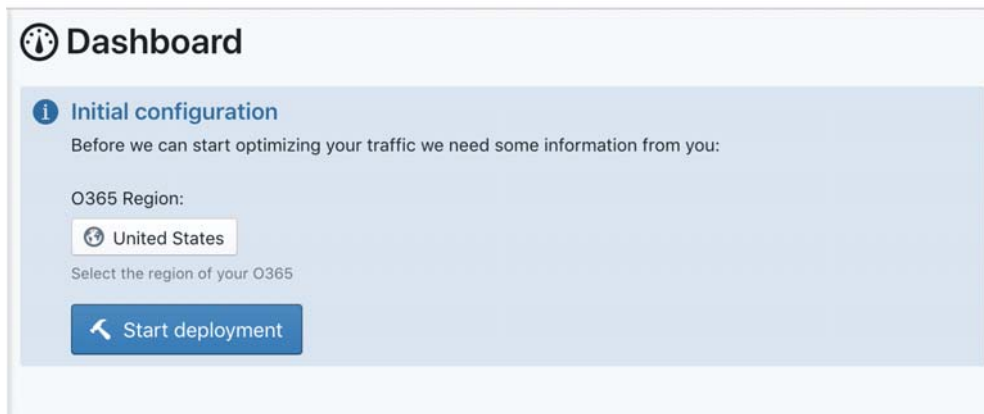 Dashboard
Initial configuration
Before we can start optimizing your traffic we need some information from you:
O365 Region:
United States
Select the region of your O365
Start deployment